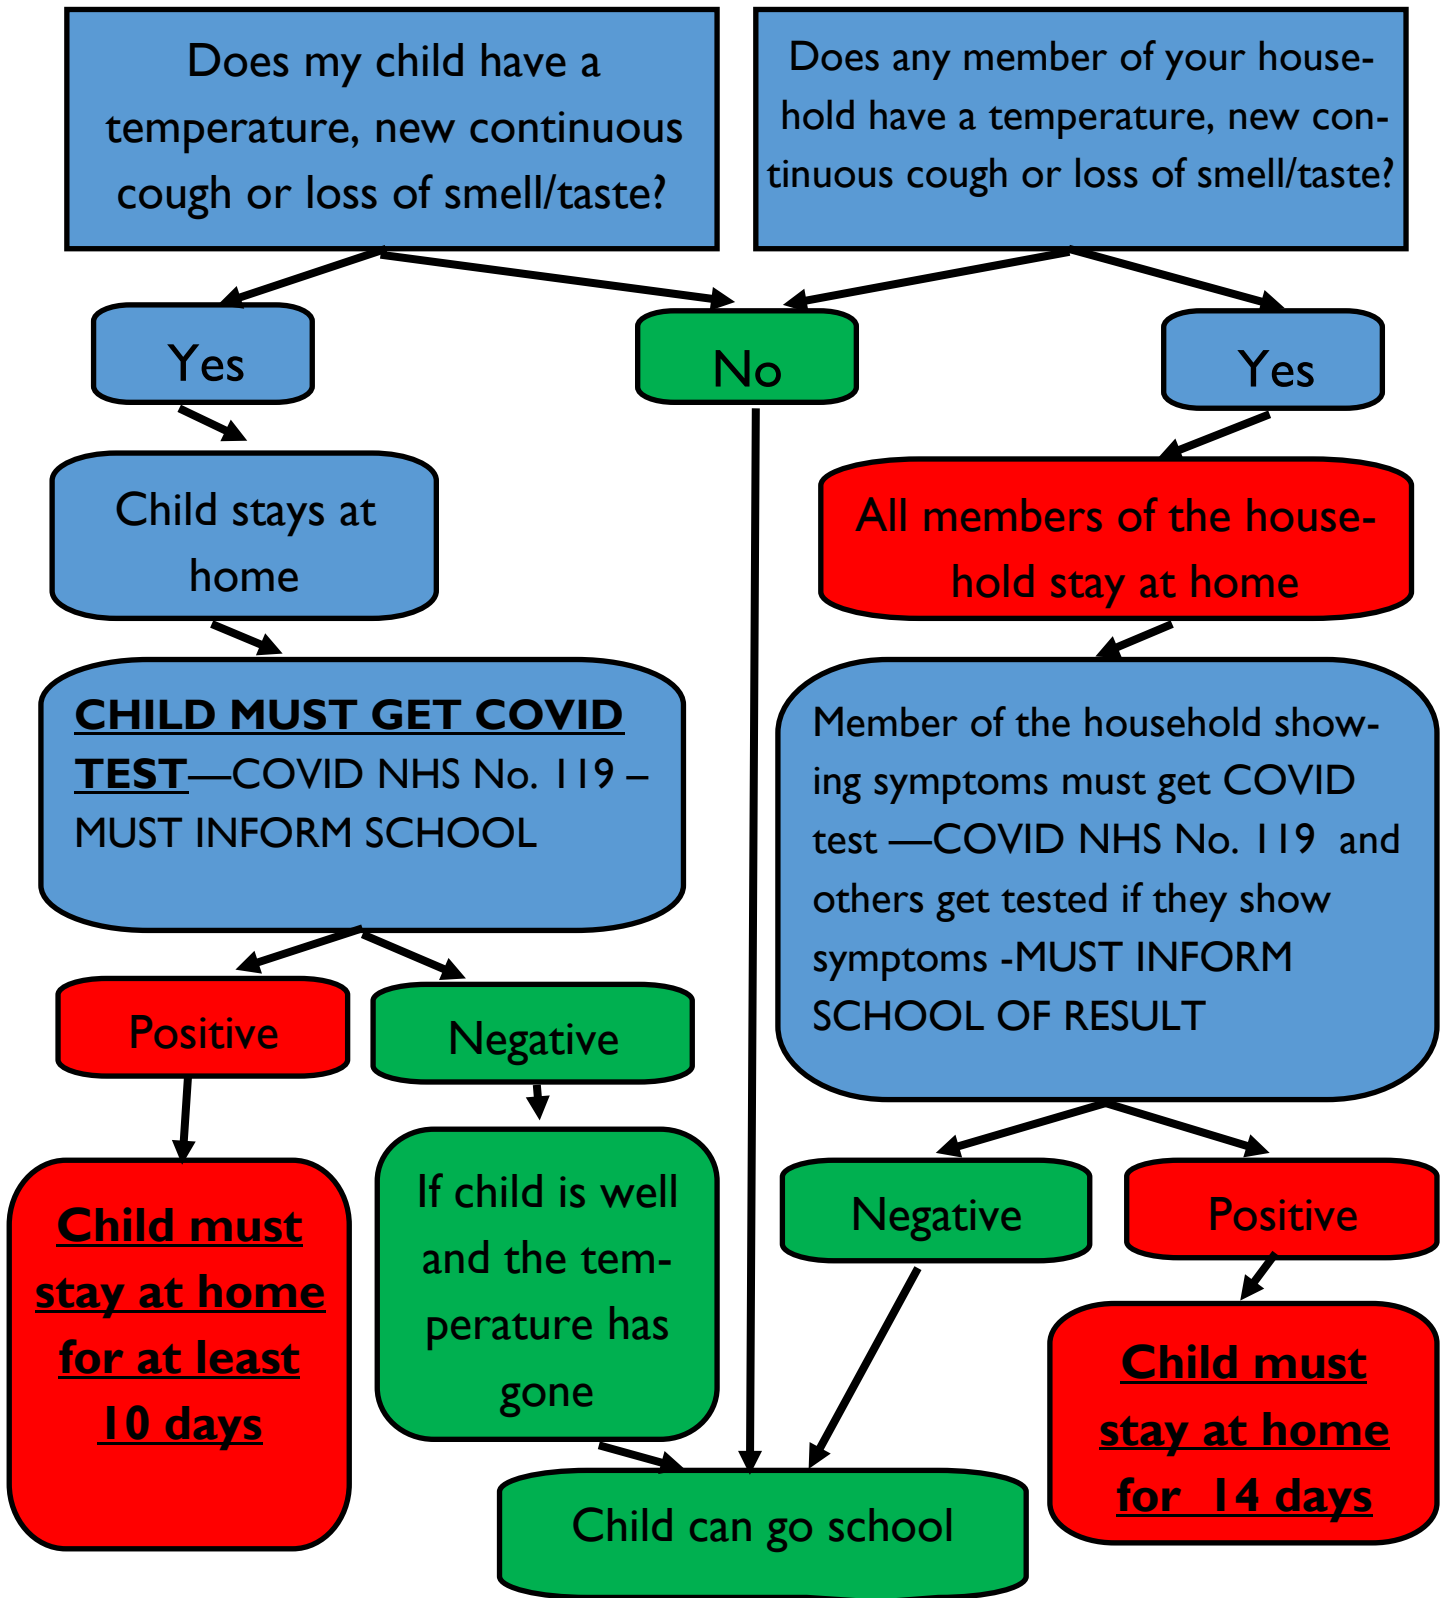 Does my child have a
temperature, new continuous
cough or loss of smell/taste?
Does any member of your house-
hold have a temperature, new con-
tinuous cough or loss of smell/taste?
Yes
No
Yes
Child stays at
home
All members of the house-
hold stay at home
CHILD MUST GET COVID
TEST—COVID NHS No. 119 –
MUST INFORM SCHOOL
Member of the household show-
ing symptoms must get COVID
test —COVID NHS No. 119 and
others get tested if they show
symptoms -MUST INFORM
SCHOOL OF RESULT
Positive
Negative
Negative
Positive
Child must
stay at home
for at least
10 days
If child is well
and the tem-
perature has
gone
Child must
stay at home
for 14 days
Child can go school